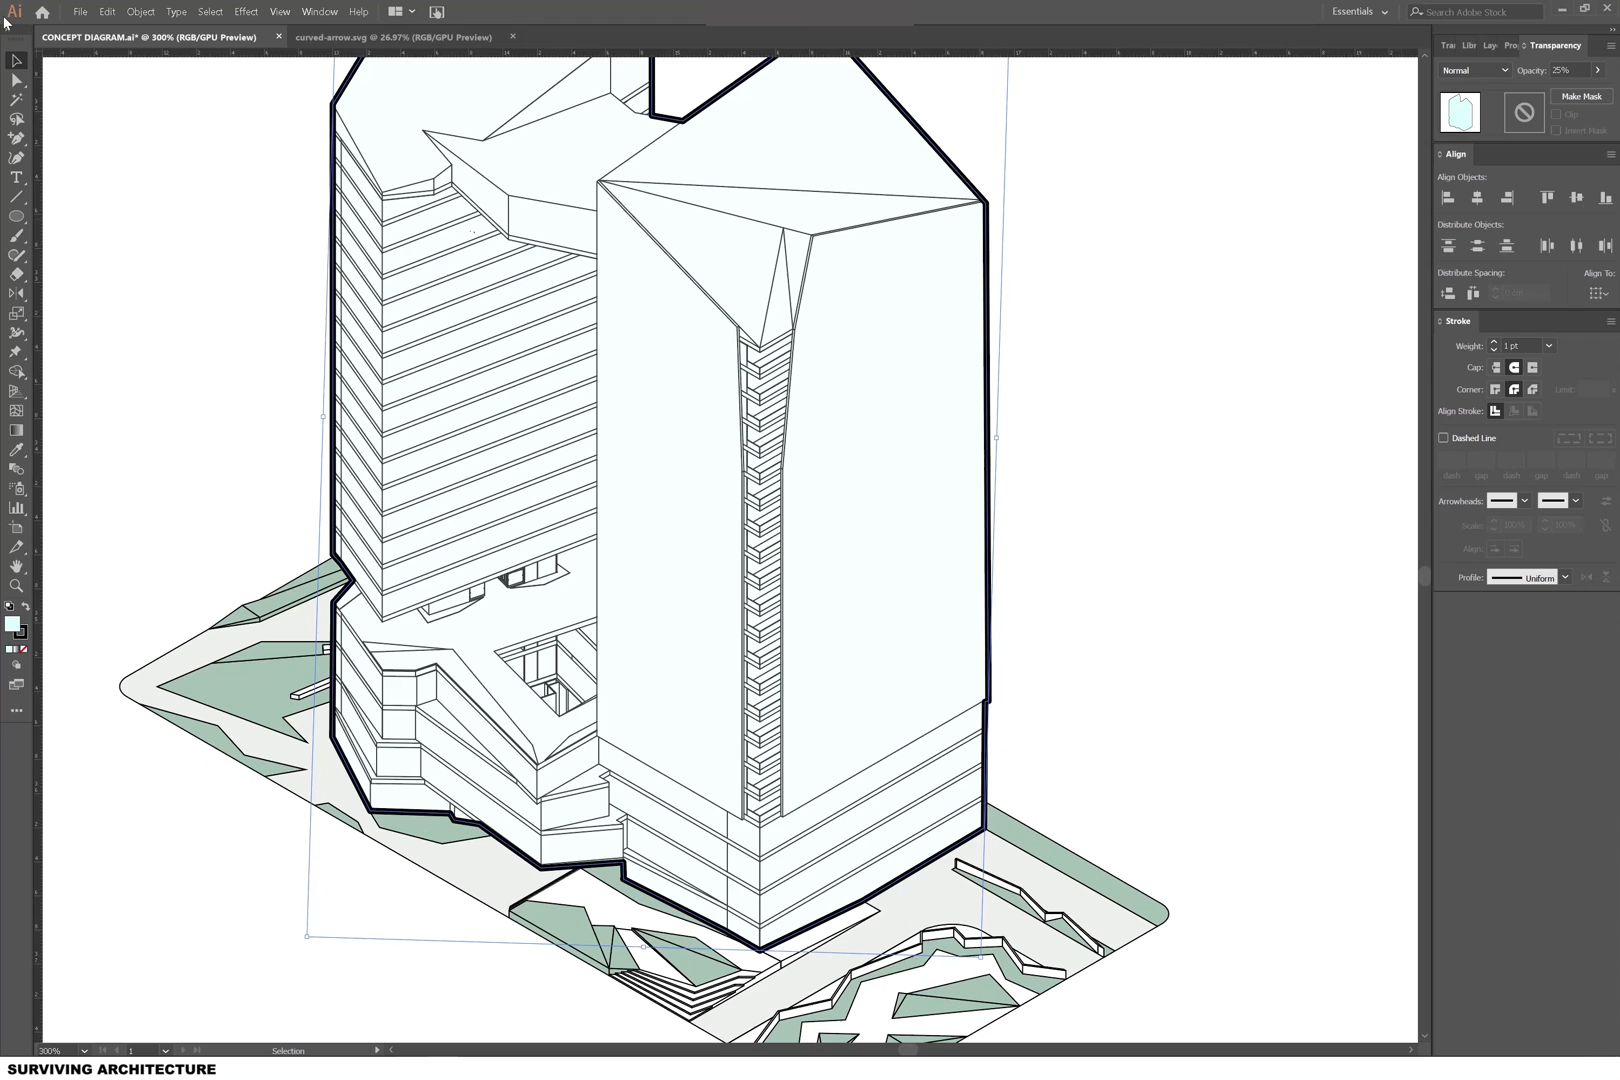 Ai File Edit Object Type Select Effect View Window Help Essentials Search Adobe Stock
CONCEPT DIAGRAM.ai* @ 300% (RGB/GPU Preview) × curved-arrow.svg @ 26.97% (RGB/GPU Preview) ×
Tra Libr Lay Pro Transparency
Normal Opacity: 25%
Make Mask
Clip
Invert Mask
Align
Align Objects:
Distribute Objects:
Distribute Spacing: Align To:
Stroke
Weight: 1 pt
Cap:
Corner: Limit:
Align Stroke:
Dashed Line
dash gap dash gap dash gap
Arrowheads:
Scale: 100% 100%
Align:
Profile: Uniform
300% 1 Selection
SURVIVING ARCHITECTURE